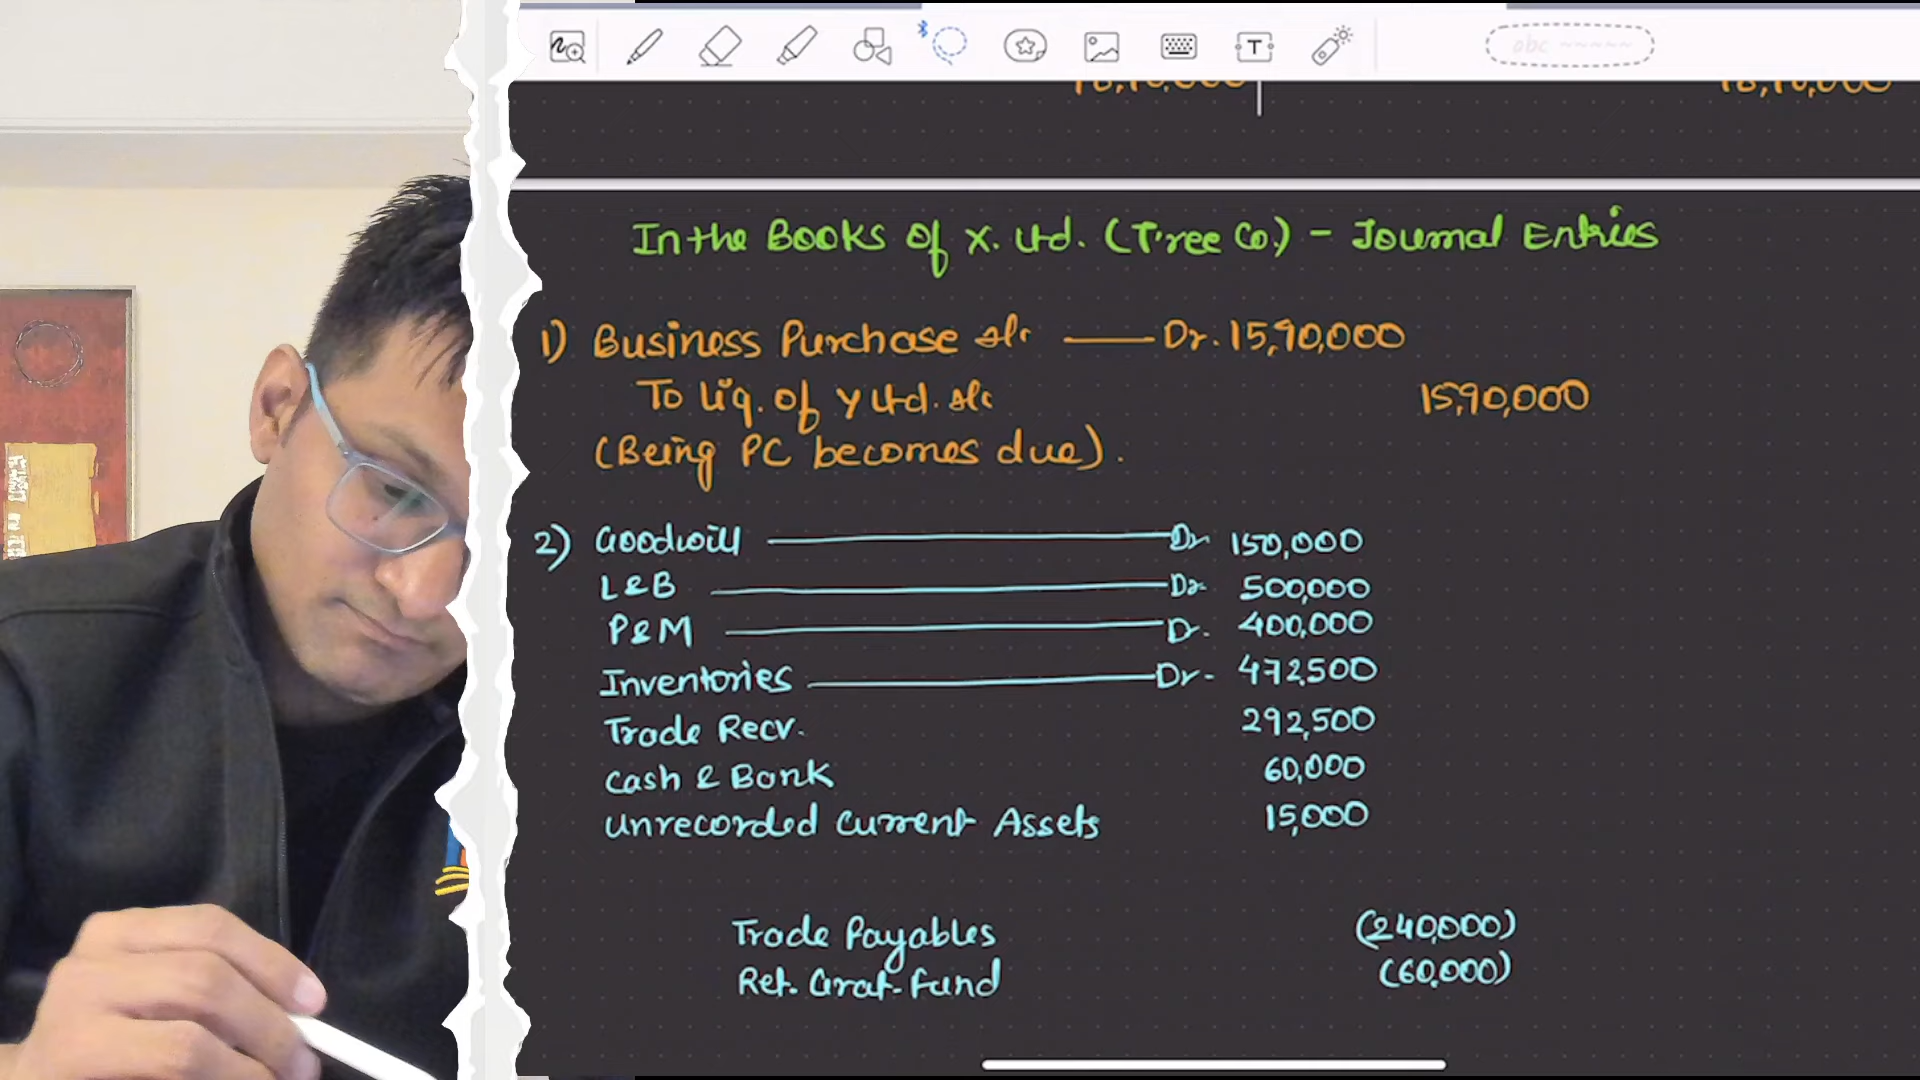 abc
In the Books of X. Ltd. (T'ree Co.) - Journal Entries
1) Business Purchase A/c Dr. 15,90,000
To Liq. of Y Ltd. A/c 15,90,000
(Being PC becomes due).
2) Goodwill Dr 150,000
L&B Dr 500,000
P&M Dr. 400,000
Inventories Dr- 472,500
Trade Recv. 292,500
Cash & Bank 60,000
Unrecorded Current Assets 15,000
Trade Payables (240,000)
Ret. Grat. Fund (60,000)